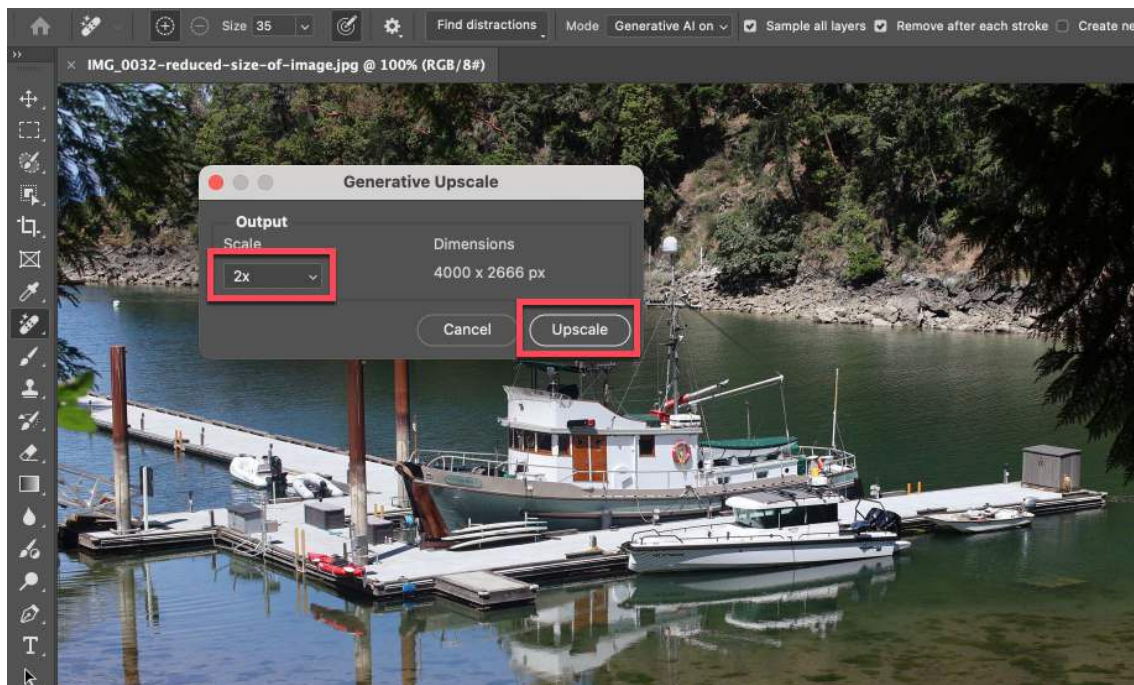 Size 35 Find distractions Mode Generative AI on Sample all layers Remove after each stroke Create ne
IMG_0032-reduced-size-of-image.jpg @ 100% (RGB/8#)
Generative Upscale
Output
Scale Dimensions
2x 4000 x 2666 px
Cancel Upscale
T